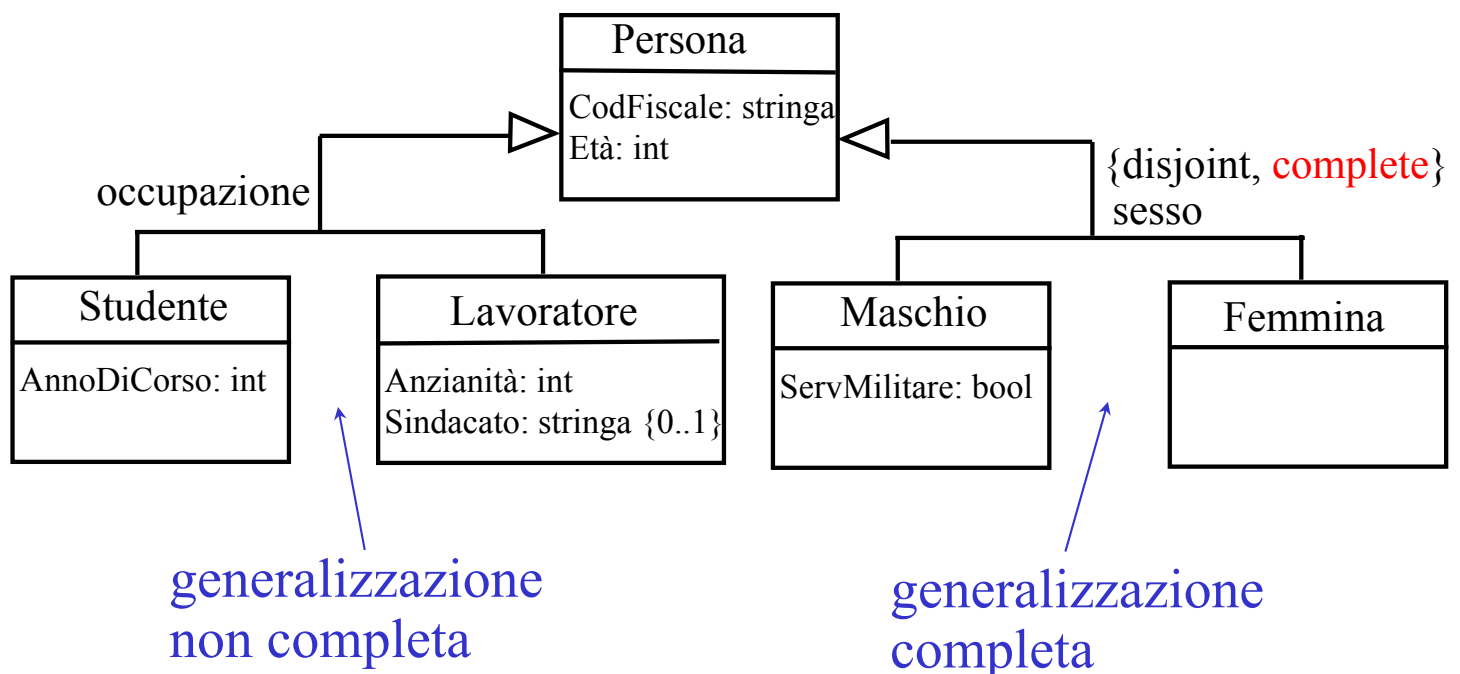 Persona
CodFiscale: stringa
Età: int
occupazione
{disjoint, complete}
sesso
Studente
AnnoDiCorso: int
Lavoratore
Anzianità: int
Sindacato: stringa {0..1}
Maschio
ServMilitare: bool
Femmina
generalizzazione
non completa
generalizzazione
completa